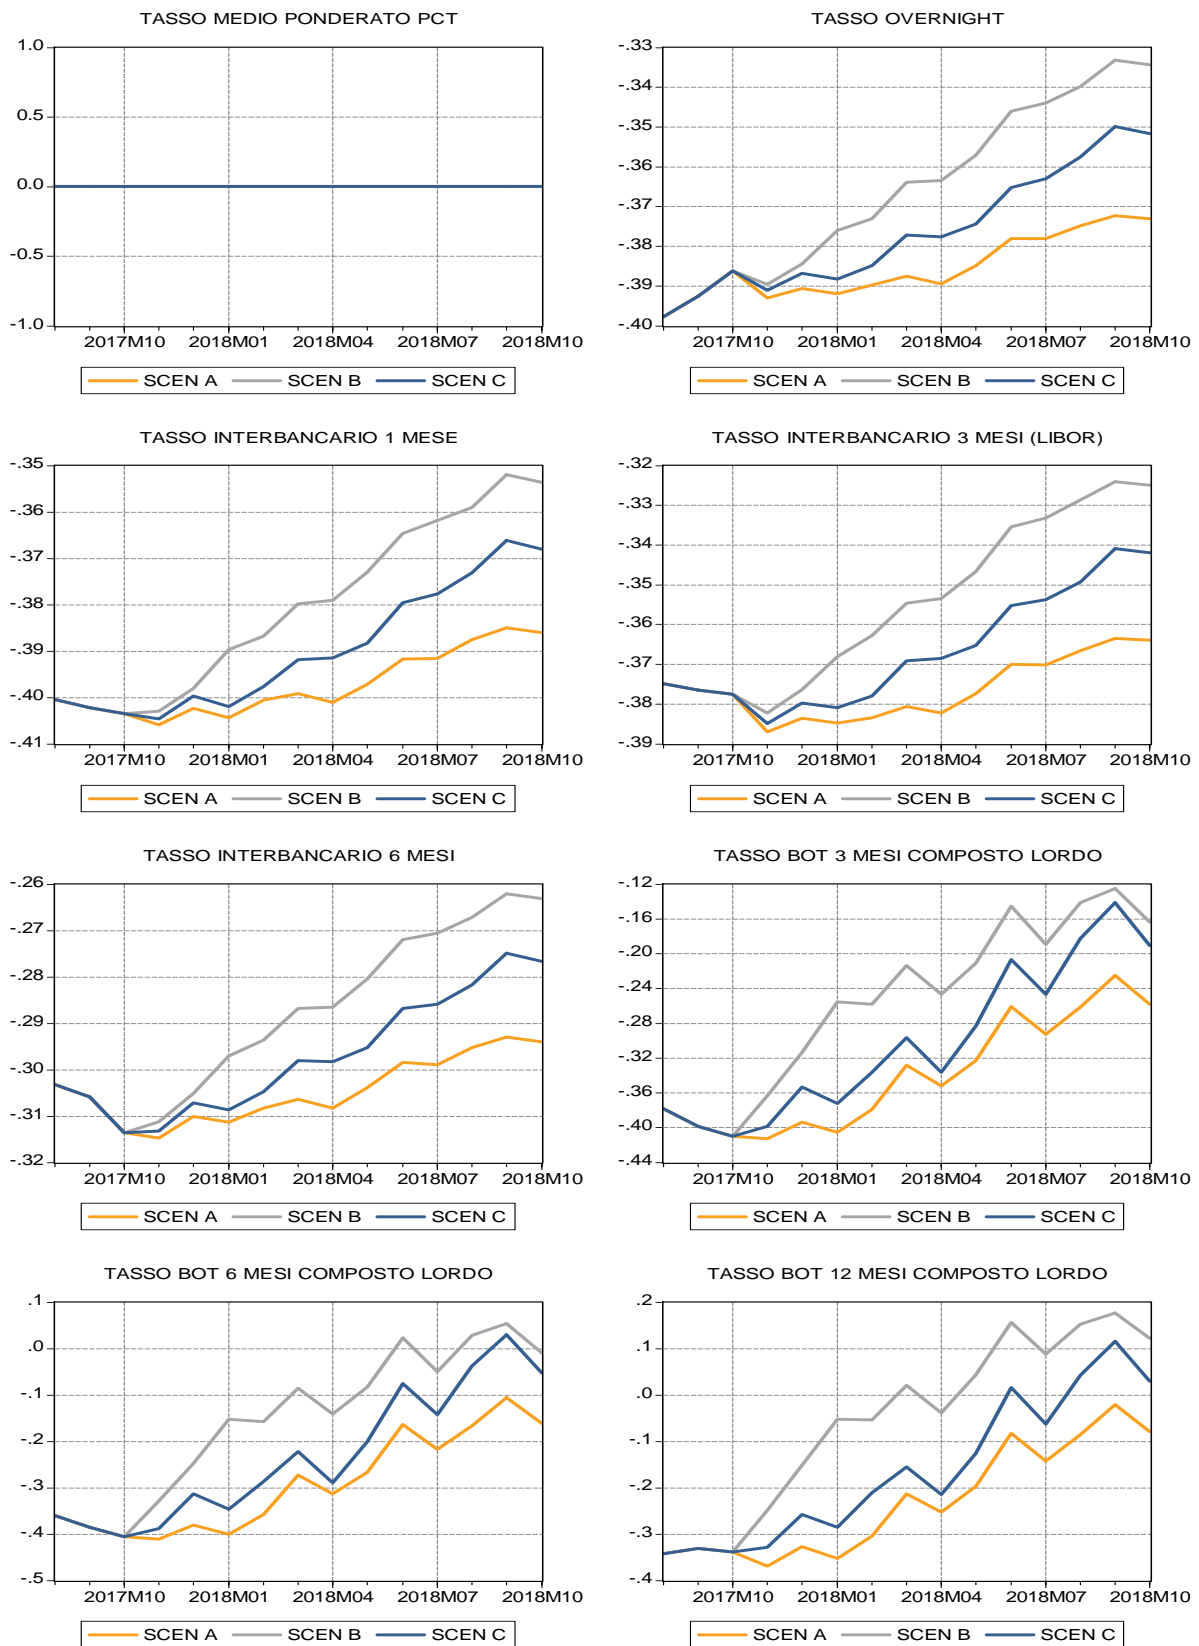 TASSO MEDIO PONDERATO PCT
1.0
0.5
0.0
-0.5
-1.0
2017M10 2018M01 2018M04 2018M07 2018M10
SCEN A SCEN B SCEN C
TASSO OVERNIGHT
-.33
-.34
-.35
-.36
-.37
-.38
-.39
-.40
2017M10 2018M01 2018M04 2018M07 2018M10
SCEN A SCEN B SCEN C
TASSO INTERBANCARIO 1 MESE
-.35
-.36
-.37
-.38
-.39
-.40
-.41
2017M10 2018M01 2018M04 2018M07 2018M10
SCEN A SCEN B SCEN C
TASSO INTERBANCARIO 3 MESI (LIBOR)
-.32
-.33
-.34
-.35
-.36
-.37
-.38
-.39
2017M10 2018M01 2018M04 2018M07 2018M10
SCEN A SCEN B SCEN C
TASSO INTERBANCARIO 6 MESI
-.26
-.27
-.28
-.29
-.30
-.31
-.32
2017M10 2018M01 2018M04 2018M07 2018M10
SCEN A SCEN B SCEN C
TASSO BOT 3 MESI COMPOSTO LORDO
-.12
-.16
-.20
-.24
-.28
-.32
-.36
-.40
-.44
2017M10 2018M01 2018M04 2018M07 2018M10
SCEN A SCEN B SCEN C
TASSO BOT 6 MESI COMPOSTO LORDO
.1
.0
-.1
-.2
-.3
-.4
-.5
2017M10 2018M01 2018M04 2018M07 2018M10
SCEN A SCEN B SCEN C
TASSO BOT 12 MESI COMPOSTO LORDO
.2
.1
.0
-.1
-.2
-.3
-.4
2017M10 2018M01 2018M04 2018M07 2018M10
SCEN A SCEN B SCEN C